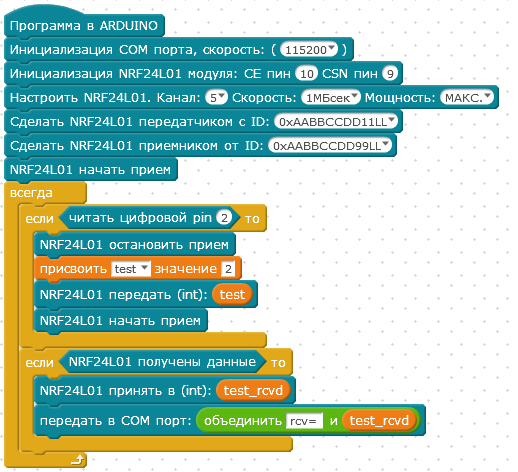 Программа в ARDUINO
Инициализация COM порта, скорость: ( 115200 )
Инициализация NRF24L01 модуля: CE пин 10 CSN пин 9
Настроить NRF24L01. Канал: 5 Скорость: 1МБсек Мощность: МАКС.
Сделать NRF24L01 передатчиком с ID: 0xAABBCCDD11LL
Сделать NRF24L01 приемником от ID: 0xAABBCCDD99LL
NRF24L01 начать прием
всегда
если читать цифровой pin 2 то
NRF24L01 остановить прием
присвоить test значение 2
NRF24L01 передать (int): test
NRF24L01 начать прием
если NRF24L01 получены данные то
NRF24L01 принять в (int): test_rcvd
передать в COM порт: объединить rcv= и test_rcvd